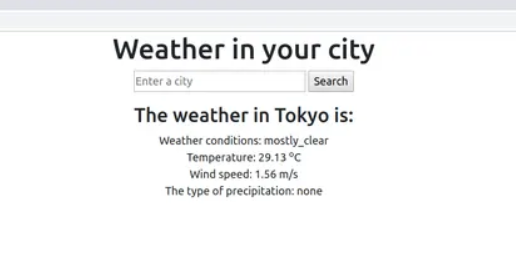 Weather in your city
Enter a city Search
The weather in Tokyo is:
Weather conditions: mostly_clear
Temperature: 29.13 °C
Wind speed: 1.56 m/s
The type of precipitation: none